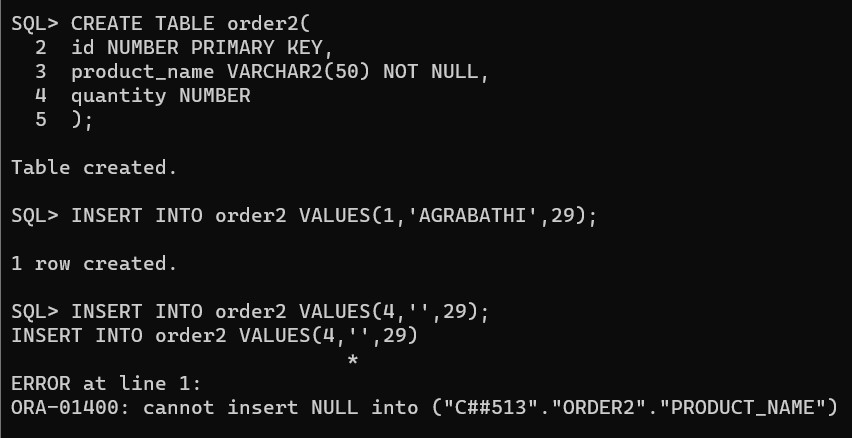 SQL> CREATE TABLE order2(
  2  id NUMBER PRIMARY KEY,
  3  product_name VARCHAR2(50) NOT NULL,
  4  quantity NUMBER
  5  );
Table created.
SQL> INSERT INTO order2 VALUES(1,'AGRABATHI',29);
1 row created.
SQL> INSERT INTO order2 VALUES(4,'',29);
INSERT INTO order2 VALUES(4,'',29)
                            *
ERROR at line 1:
ORA-01400: cannot insert NULL into ("C##513"."ORDER2"."PRODUCT_NAME")